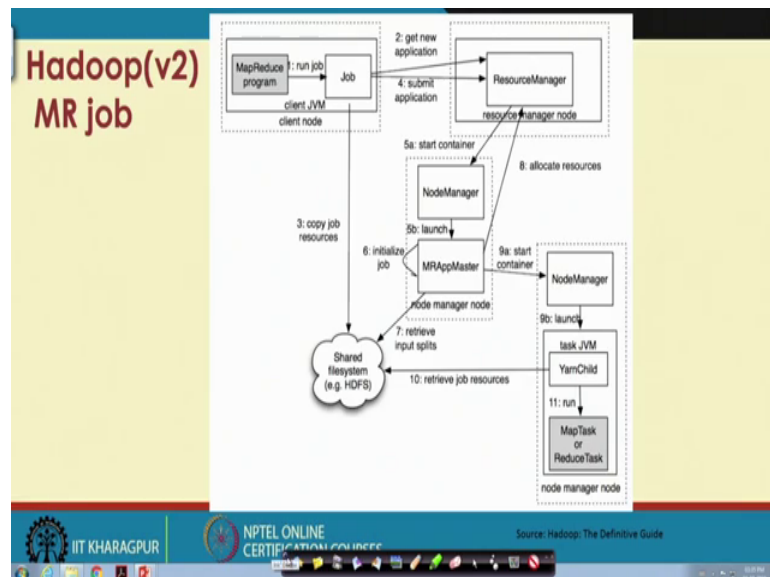 Hadoop(v2)
MR job
MapReduce
program
1: run job
Job
client JVM
client node
2: get new
application
4: submit
application
ResourceManager
resource manager node
5a: start container
8: allocate resources
NodeManager
5b: launch
3: copy job
resources
6: initialize
job
MRAppMaster
node manager node
9a: start
container
NodeManager
9b: launch
7: retrieve
input splits
Shared
filesystem
(e.g. HDFS)
10: retrieve job resources
task JVM
YarnChild
11: run
MapTask
or
ReduceTask
node manager node
IIT KHARAGPUR
NPTEL ONLINE
CERTIFICATION COURSES
Source: Hadoop: The Definitive Guide